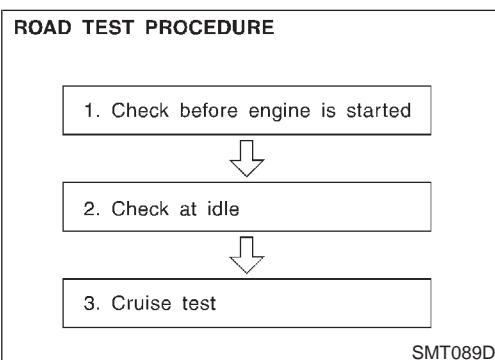 ROAD TEST PROCEDURE
1. Check before engine is started
2. Check at idle
3. Cruise test
SMT089D